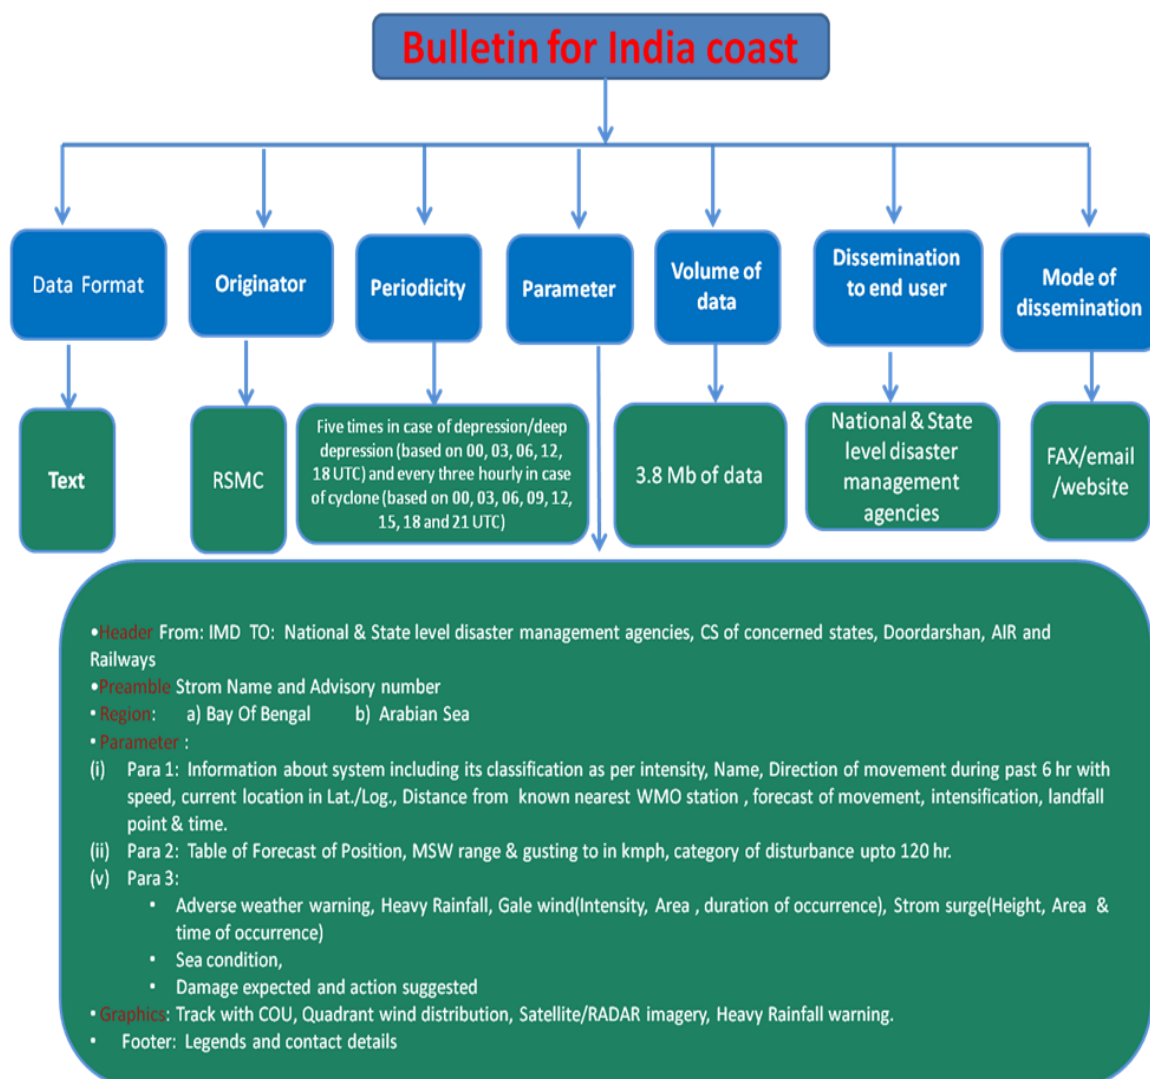 Bulletin for India coast
Data Format
Originator
Periodicity
Parameter
Volume of
data
Dissemination
to end user
Mode of
dissemination
Text
RSMC
Five times in case of depression/deep
depression (based on 00, 03, 06, 12,
18 UTC) and every three hourly in case
of cyclone (based on 00, 03, 06, 09, 12,
15, 18 and 21 UTC)
3.8 Mb of data
National & State
level disaster
management
agencies
FAX/email
/website
•Header From: IMD TO: National & State level disaster management agencies, CS of concerned states, Doordarshan, AIR and
Railways
•Preamble Strom Name and Advisory number
• Region: a) Bay Of Bengal b) Arabian Sea
• Parameter :
(i) Para 1: Information about system including its classification as per intensity, Name, Direction of movement during past 6 hr with
speed, current location in Lat./Log., Distance from known nearest WMO station , forecast of movement, intensification, landfall
point & time.
(ii) Para 2: Table of Forecast of Position, MSW range & gusting to in kmph, category of disturbance upto 120 hr.
(v) Para 3:
• Adverse weather warning, Heavy Rainfall, Gale wind(Intensity, Area , duration of occurrence), Strom surge(Height, Area &
time of occurrence)
• Sea condition,
• Damage expected and action suggested
• Graphics: Track with COU, Quadrant wind distribution, Satellite/RADAR imagery, Heavy Rainfall warning.
• Footer: Legends and contact details